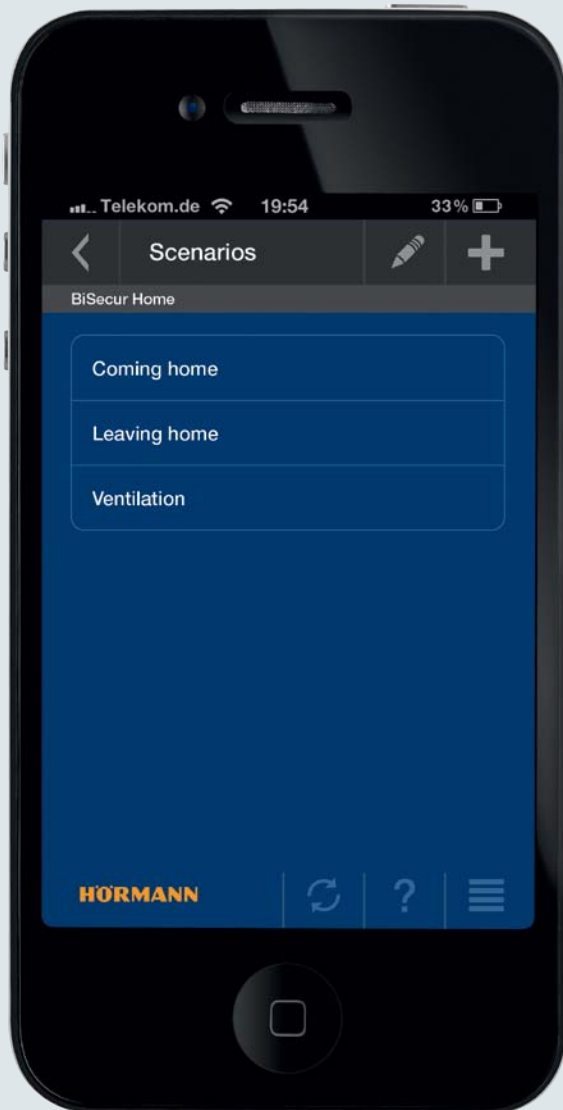 Telekom.de 19:54 33%
Scenarios
BiSecur Home
Coming home
Leaving home
Ventilation
HÖRMANN
?